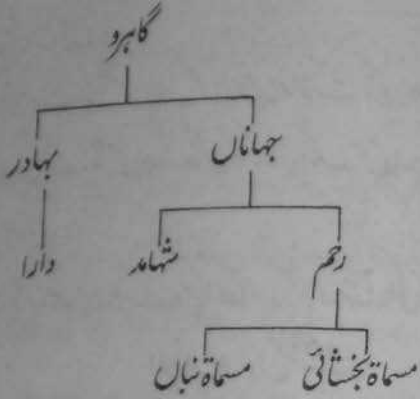 گاہرو
جہاناں بہادر
رحم شہامد دارا
مسماۃ بخشائی مسماۃ نباں